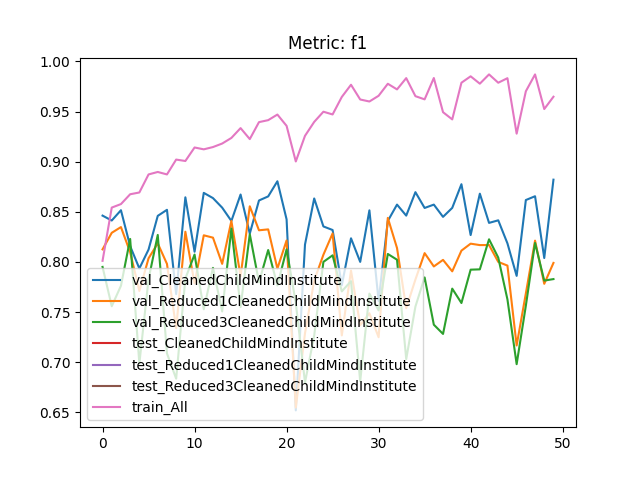 Metric: f1
1.00
0.95
0.90
0.85
0.80
0.75
0.70
0.65
val_CleanedChildMindInstitute
val_Reduced1CleanedChildMindInstitute
val_Reduced3CleanedChildMindInstitute
test_CleanedChildMindInstitute
test_Reduced1CleanedChildMindInstitute
test_Reduced3CleanedChildMindInstitute
train_All
0 10 20 30 40 50